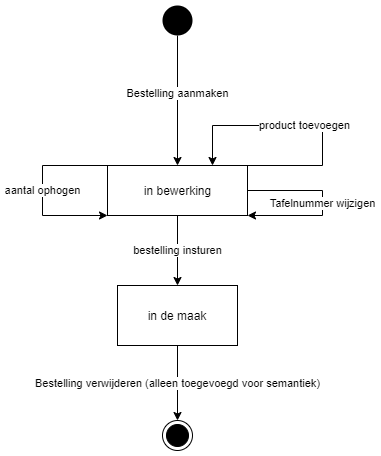 Bestelling aanmaken
product toevoegen
aantal ophogen
in bewerking
Tafelnummer wijzigen
bestelling insturen
in de maak
Bestelling verwijderen (alleen toegevoegd voor semantiek)